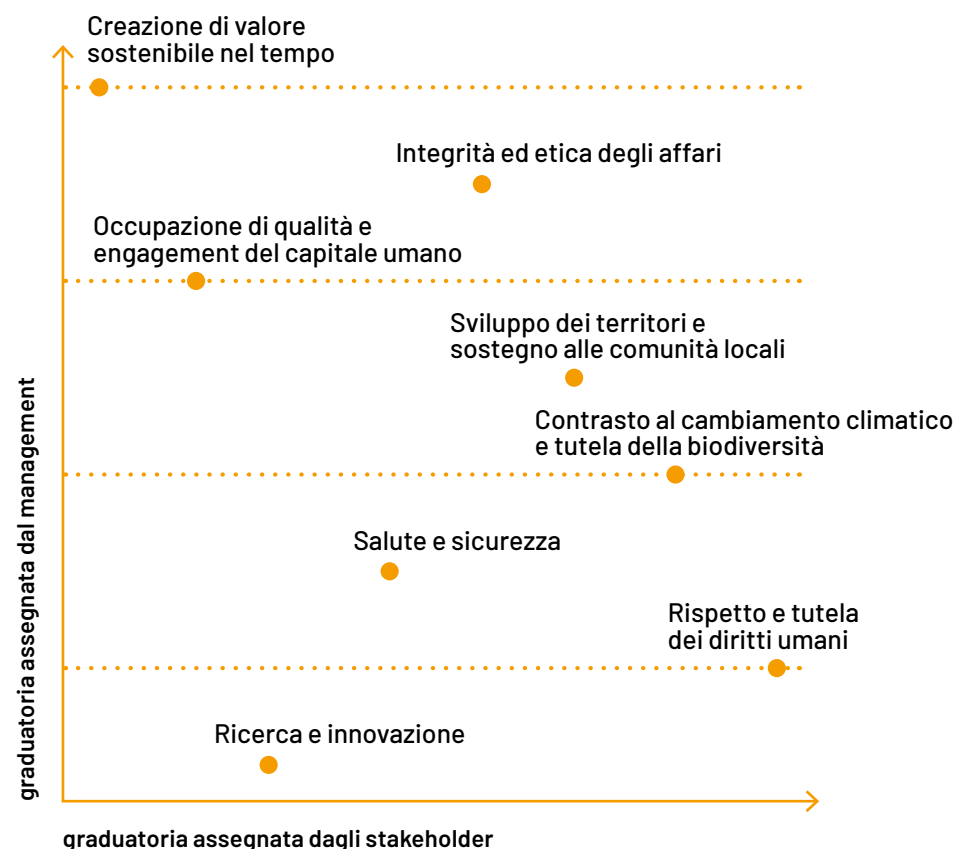 Creazione di valore
sostenibile nel tempo
Integrità ed etica degli affari
Occupazione di qualità e
engagement del capitale umano
Sviluppo dei territori e
sostegno alle comunità locali
Contrasto al cambiamento climatico
e tutela della biodiversità
Salute e sicurezza
Rispetto e tutela
dei diritti umani
Ricerca e innovazione
graduatoria assegnata dal management
graduatoria assegnata dagli stakeholder